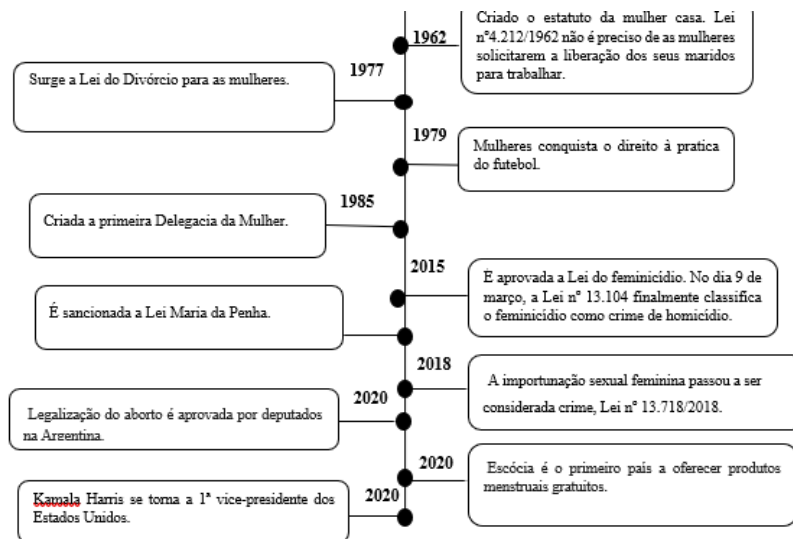 1962
Criado o estatuto da mulher casa. Lei
n°4.212/1962 não é preciso de as mulheres
solicitarem a liberação dos seus maridos
para trabalhar.
1977
Surge a Lei do Divórcio para as mulheres.
1979
Mulheres conquista o direito à pratica
do futebol.
1985
Criada a primeira Delegacia da Mulher.
2015
É aprovada a Lei do feminicídio. No dia 9 de
março, a Lei n° 13.104 finalmente classifica
o feminicídio como crime de homicídio.
É sancionada a Lei Maria da Penha.
2018
A importunação sexual feminina passou a ser
considerada crime, Lei n° 13.718/2018.
2020
Legalização do aborto é aprovada por deputados
na Argentina.
2020
Escócia é o primeiro país a oferecer produtos
menstruais gratuitos.
2020
Kamala Harris se torna a 1ª vice-presidente dos
Estados Unidos.